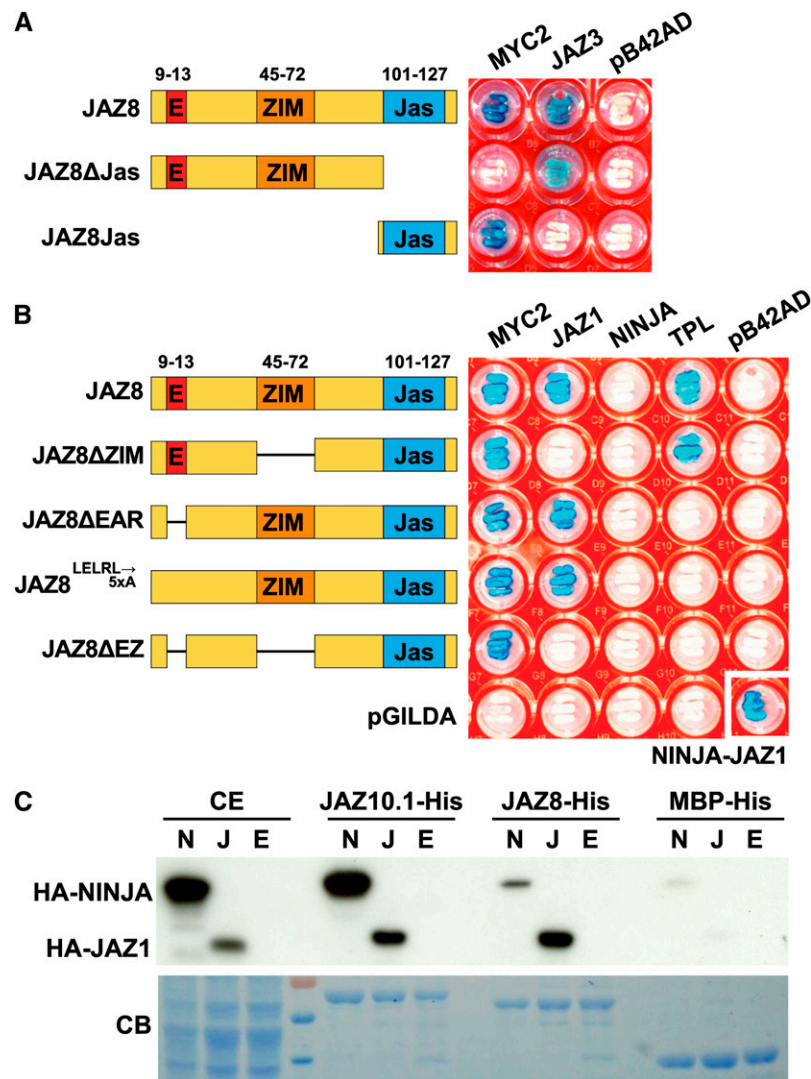 A
MYC2 JAZ3 pB42AD
9-13 45-72 101-127
JAZ8 E ZIM Jas
JAZ8ΔJas E ZIM
JAZ8Jas Jas
B
MYC2 JAZ1 NINJA TPL pB42AD
9-13 45-72 101-127
JAZ8 E ZIM Jas
JAZ8ΔZIM E Jas
JAZ8ΔEAR ZIM Jas
JAZ8 LELRL→ 5xA ZIM Jas
JAZ8ΔEZ Jas
pGILDA
NINJA-JAZ1
C
CE JAZ10.1-His JAZ8-His MBP-His
N J E N J E N J E N J E
HA-NINJA
HA-JAZ1
CB